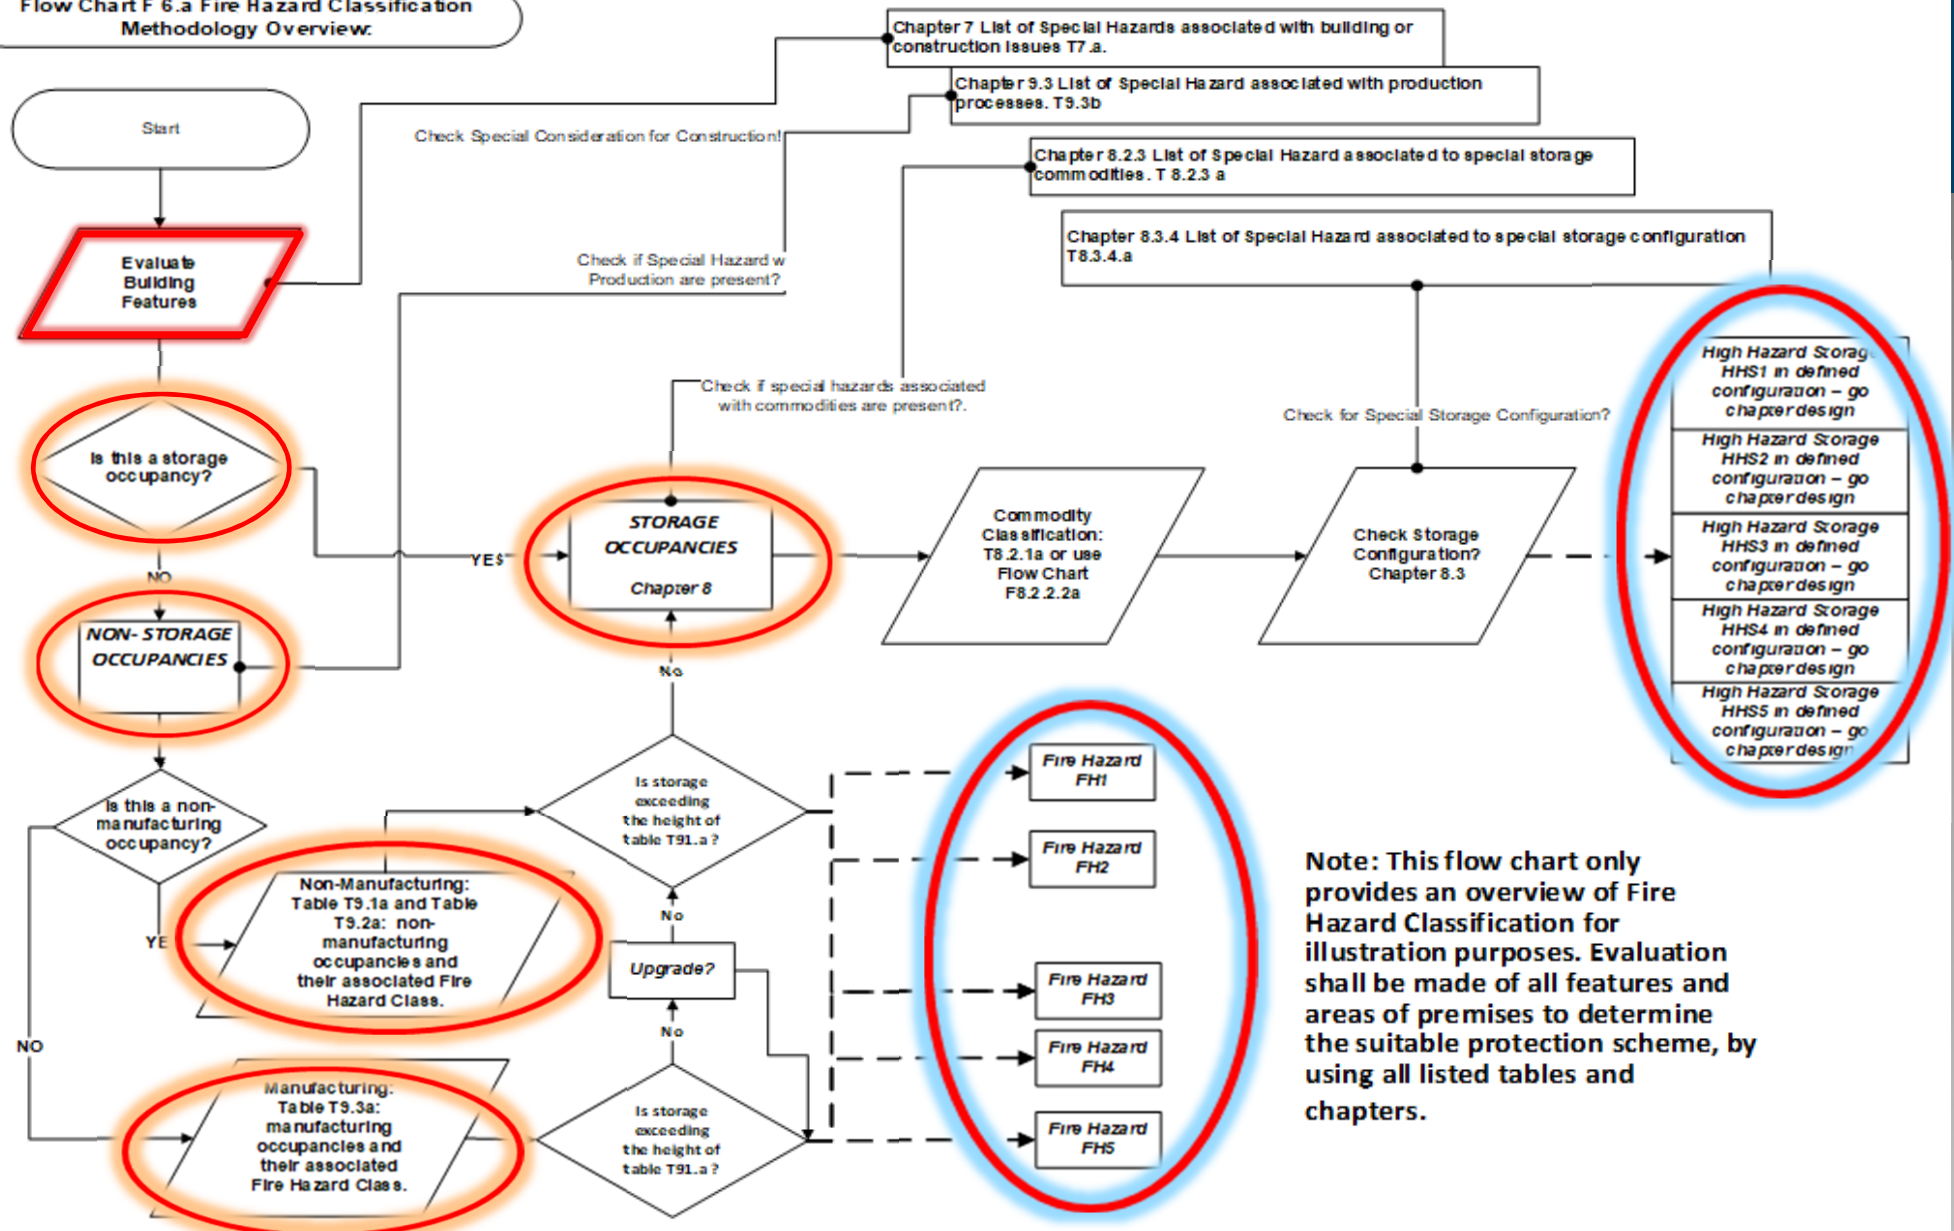 Flow Chart F 6.a Fire Hazard Classification
Methodology Overview:
Start
Evaluate
Building
Features
Is this a storage
occupancy?
NO
YES
NON- STORAGE
OCCUPANCIES
Is this a non-
manufacturing
occupancy?
YE
NO
Non-Manufacturing:
Table T9.1a and Table
T9.2a: non-
manufacturing
occupancies and
their associated Fire
Hazard Class.
Manufacturing:
Table T9.3a:
manufacturing
occupancies and
their associated
Fire Hazard Class.
Check Special Consideration for Construction!
Check if Special Hazard w
Production are present?
Check if special hazards associated
with commodities are present?.
Check for Special Storage Configuration?
Chapter 7 List of Special Hazards associated with building or
construction issues T7.a.
Chapter 9.3 List of Special Hazard associated with production
processes. T9.3b
Chapter 8.2.3 List of Special Hazard associated to special storage
commodities. T 8.2.3 a
Chapter 8.3.4 List of Special Hazard associated to special storage configuration
T8.3.4.a
STORAGE
OCCUPANCIES
Chapter 8
Commodity
Classification:
T8.2.1a or use
Flow Chart
F8.2.2.2a
Check Storage
Configuration?
Chapter 8.3
High Hazard Storage
HHS1 in defined
configuration – go
chapter design
High Hazard Storage
HHS2 in defined
configuration – go
chapter design
High Hazard Storage
HHS3 in defined
configuration – go
chapter design
High Hazard Storage
HHS4 in defined
configuration – go
chapter design
High Hazard Storage
HHS5 in defined
configuration – go
chapter design
No
Is storage
exceeding
the height of
table T91.a ?
No
Upgrade?
No
Is storage
exceeding
the height of
table T91.a ?
Fire Hazard
FH1
Fire Hazard
FH2
Fire Hazard
FH3
Fire Hazard
FH4
Fire Hazard
FH5
Note: This flow chart only
provides an overview of Fire
Hazard Classification for
illustration purposes. Evaluation
shall be made of all features and
areas of premises to determine
the suitable protection scheme, by
using all listed tables and
chapters.